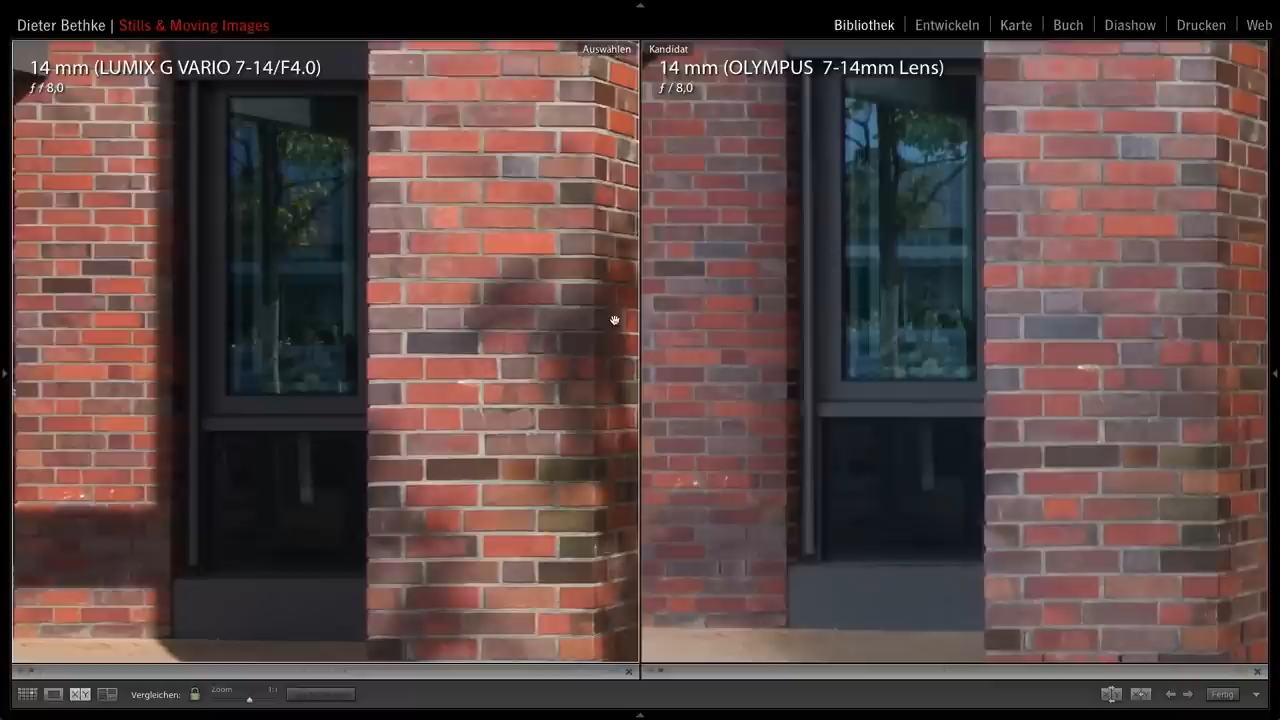 Dieter Bethke | Stills & Moving Images
Bibliothek | Entwickeln | Karte | Buch | Diashow | Drucken | Web
Auswählen
Kandidat
14 mm (LUMIX G VARIO 7-14/F4.0)
ƒ / 8,0
14 mm (OLYMPUS 7-14mm Lens)
ƒ / 8,0
XY
Vergleichen:
Zoom
1:1
Fertig